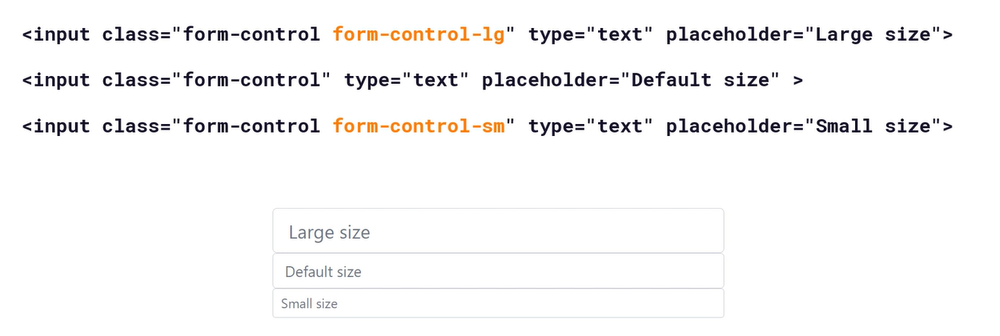 <input class="form-control form-control-lg" type="text" placeholder="Large size">
<input class="form-control" type="text" placeholder="Default size" >
<input class="form-control form-control-sm" type="text" placeholder="Small size">
Large size
Default size
Small size